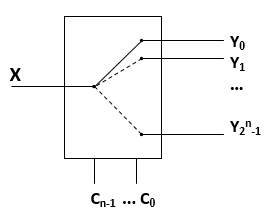 Y₀
X
Y₁
...
Y₂ⁿ₋₁
Cₙ₋₁ ... C₀